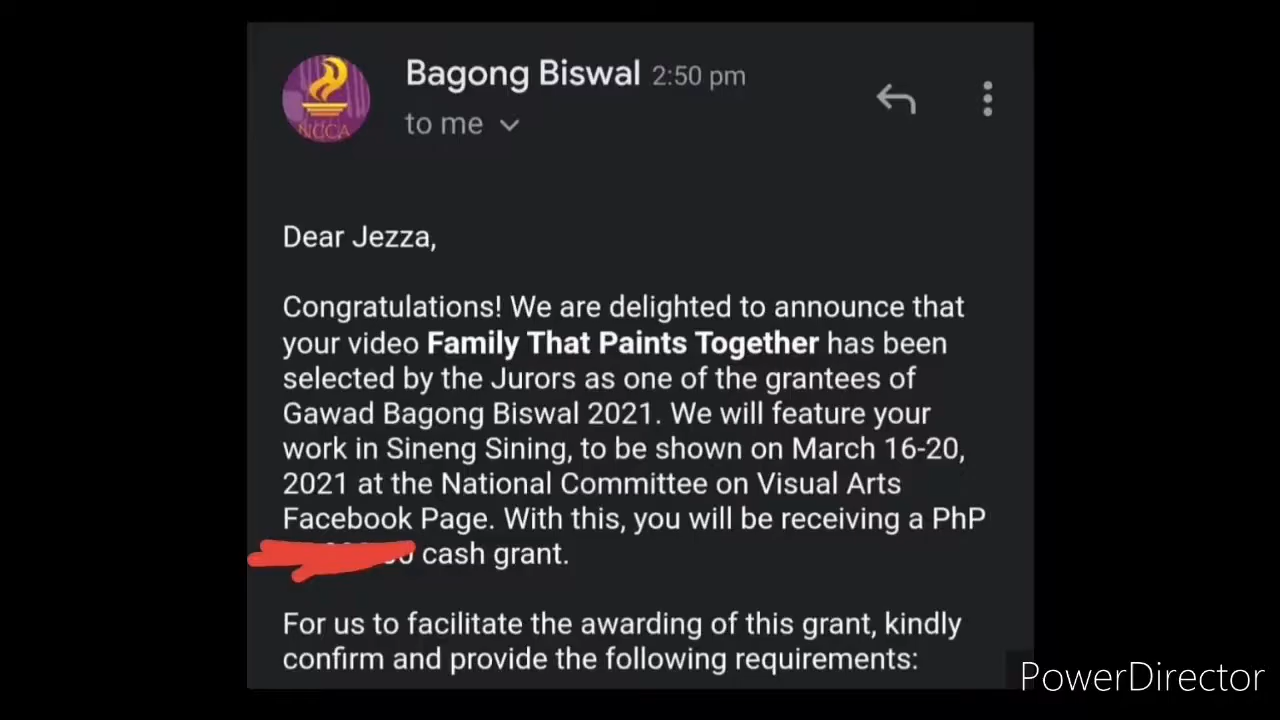 Bagong Biswal 2:50 pm
to me
NCCA
Dear Jezza,
Congratulations! We are delighted to announce that
your video Family That Paints Together has been
selected by the Jurors as one of the grantees of
Gawad Bagong Biswal 2021. We will feature your
work in Sineng Sining, to be shown on March 16-20,
2021 at the National Committee on Visual Arts
Facebook Page. With this, you will be receiving a PhP
cash grant.
For us to facilitate the awarding of this grant, kindly
confirm and provide the following requirements:
PowerDirector